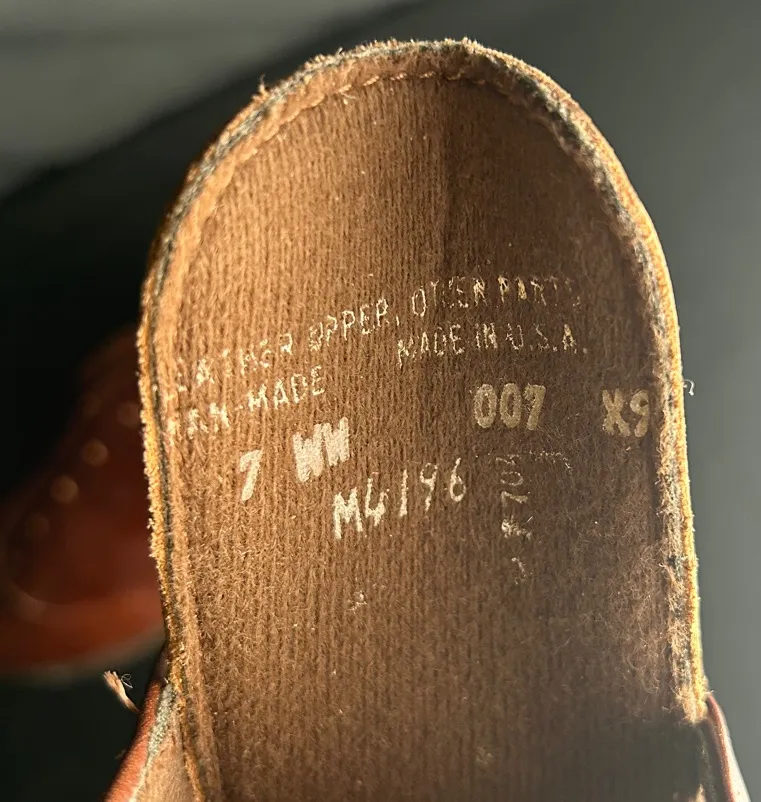 LEATHER UPPER, OTHER PARTS
MAN-MADE MADE IN U.S.A.
7 WW 007 X9
M4196